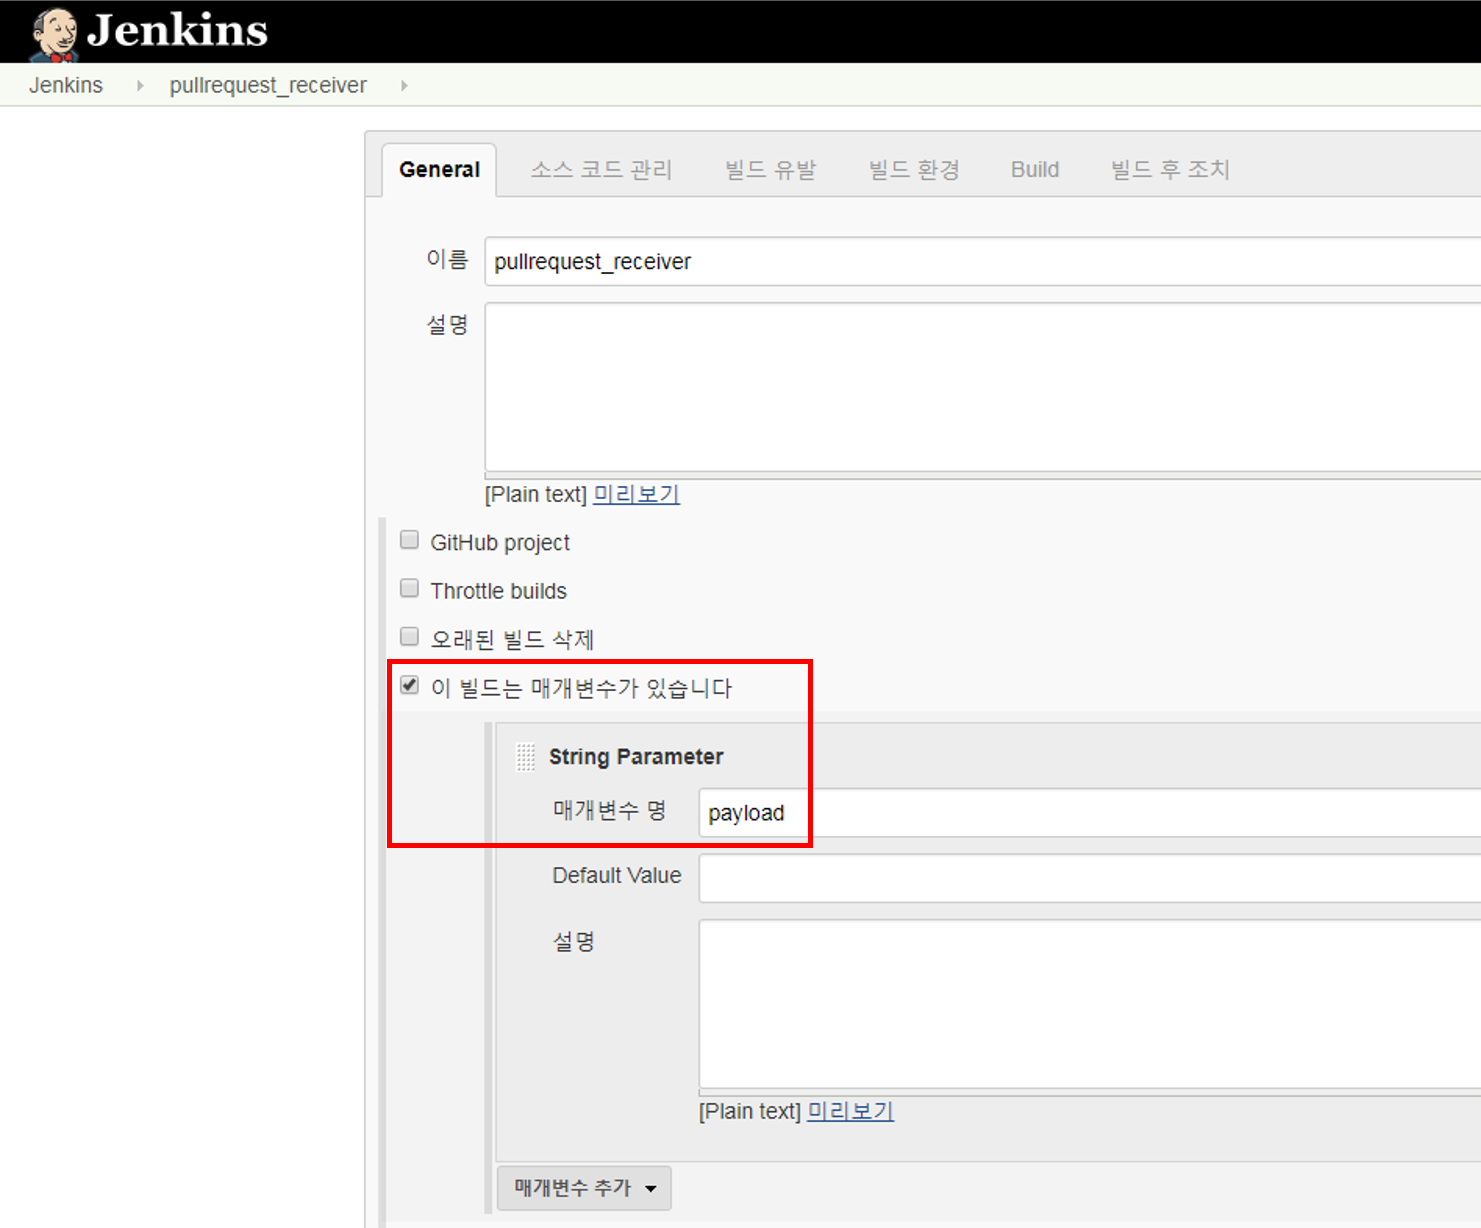 Jenkins
Jenkins pullrequest_receiver
General 소스 코드 관리 빌드 유발 빌드 환경 Build 빌드 후 조치
이름 pullrequest_receiver
설명
[Plain text] 미리보기
GitHub project
Throttle builds
오래된 빌드 삭제
이 빌드는 매개변수가 있습니다
String Parameter
매개변수 명 payload
Default Value
설명
[Plain text] 미리보기
매개변수 추가